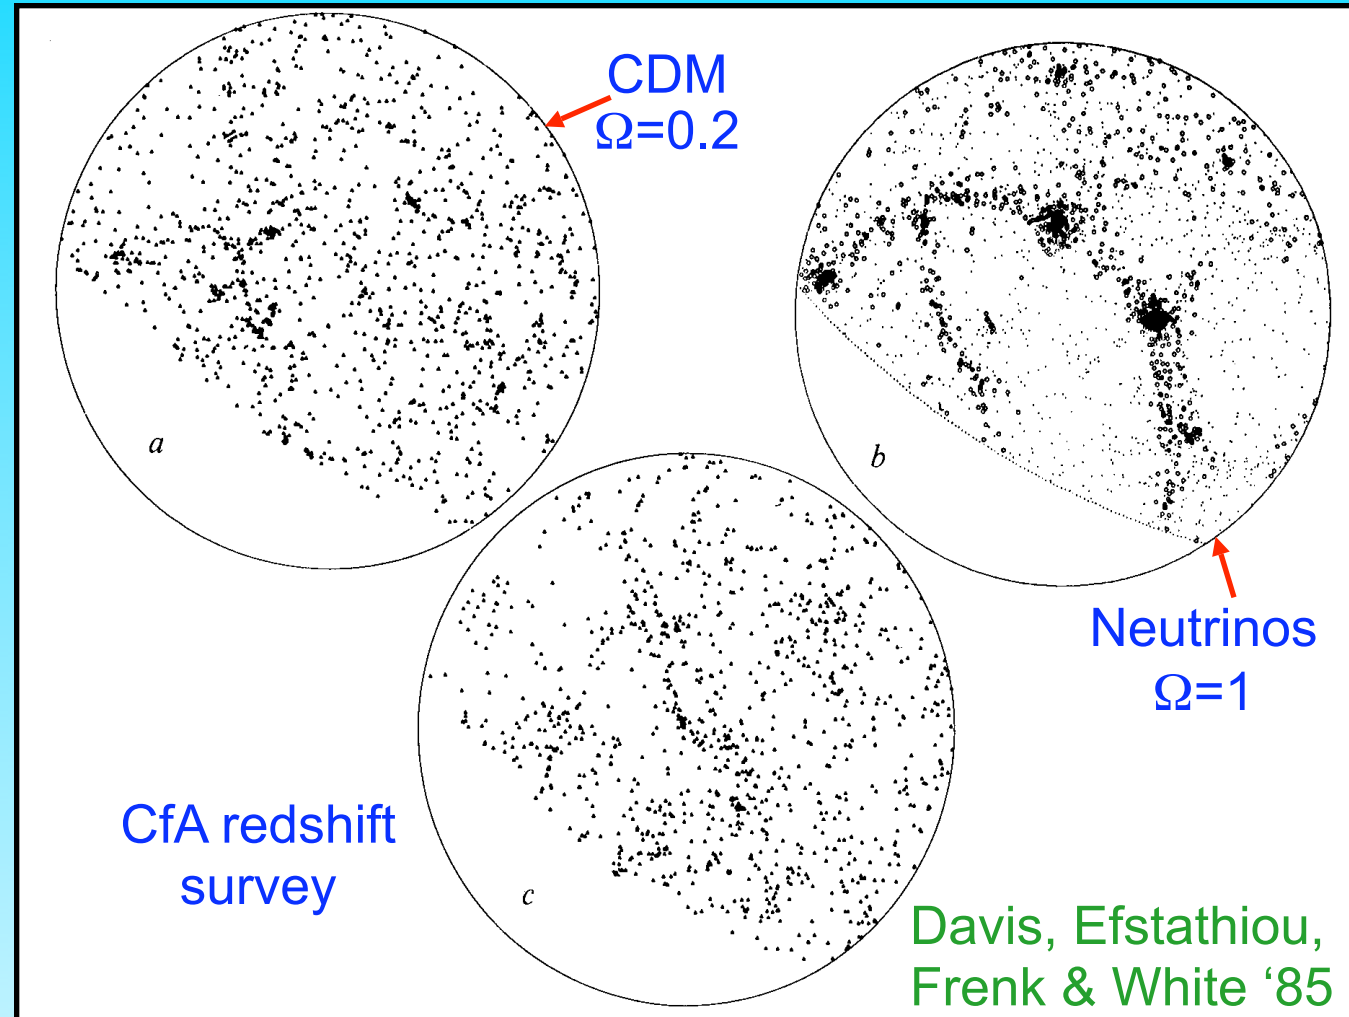 CDM
Ω=0.2
a
b
Neutrinos
Ω=1
CfA redshift
survey
c
Davis, Efstathiou,
Frenk & White ‘85